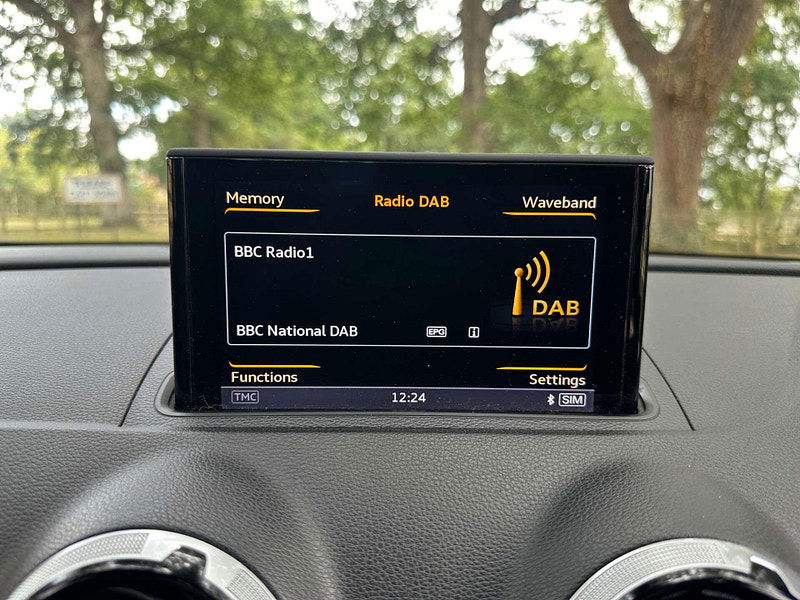 Memory Radio DAB Waveband
BBC Radio1
DAB
BBC National DAB EPG i
Functions Settings
TMC 12:24 SIM